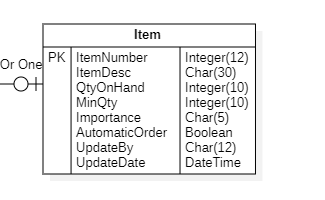 Item
Or One
PK ItemNumber Integer(12)
ItemDesc Char(30)
QtyOnHand Integer(10)
MinQty Integer(10)
Importance Char(5)
AutomaticOrder Boolean
UpdateBy Char(12)
UpdateDate DateTime